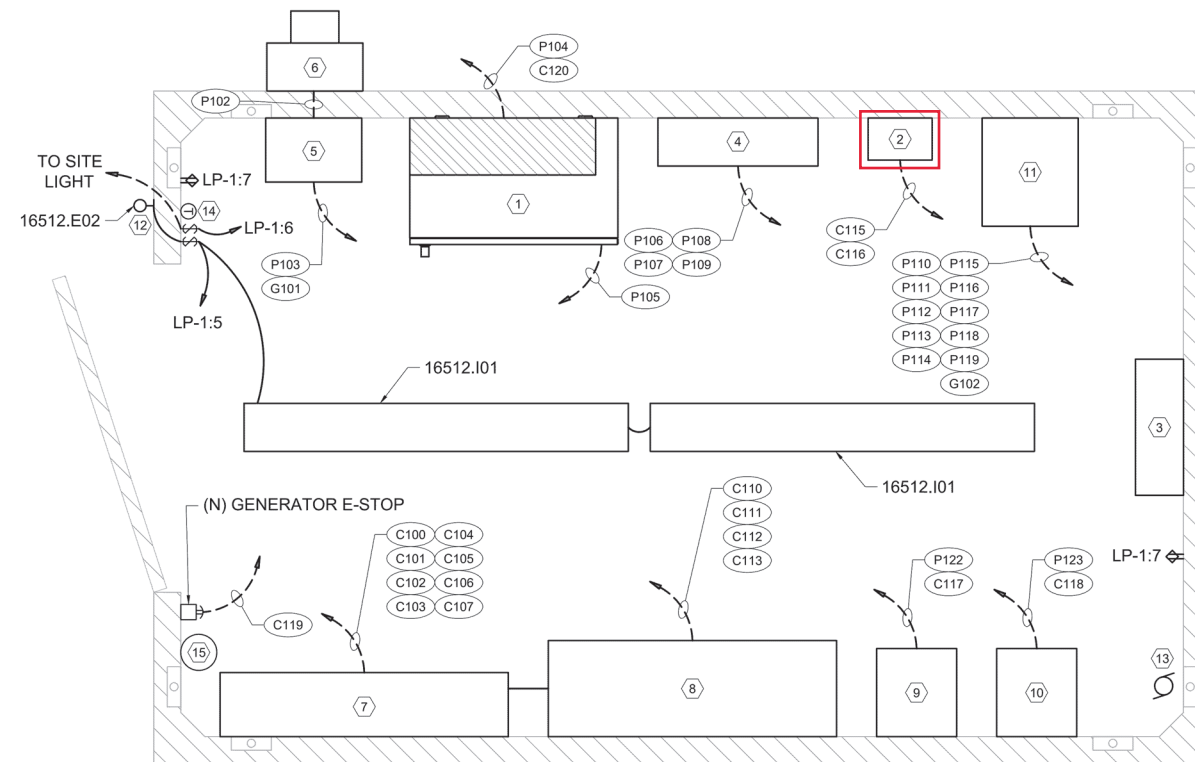 P104
C120
6
P102
5
4
2
11
1
TO SITE
LIGHT
LP-1:7
14
16512.E02
12
LP-1:6
P103
G101
P106 P108
P107 P109
C115
C116
P105
P110 P115
P111 P116
P112 P117
P113 P118
P114 P119
G102
LP-1:5
16512.I01
3
16512.I01
(N) GENERATOR E-STOP
C110
C111
C112
C113
C100 C104
C101 C105
C102 C106
C103 C107
P122
C117
P123
C118
LP-1:7
C119
15
13
7
8
9
10